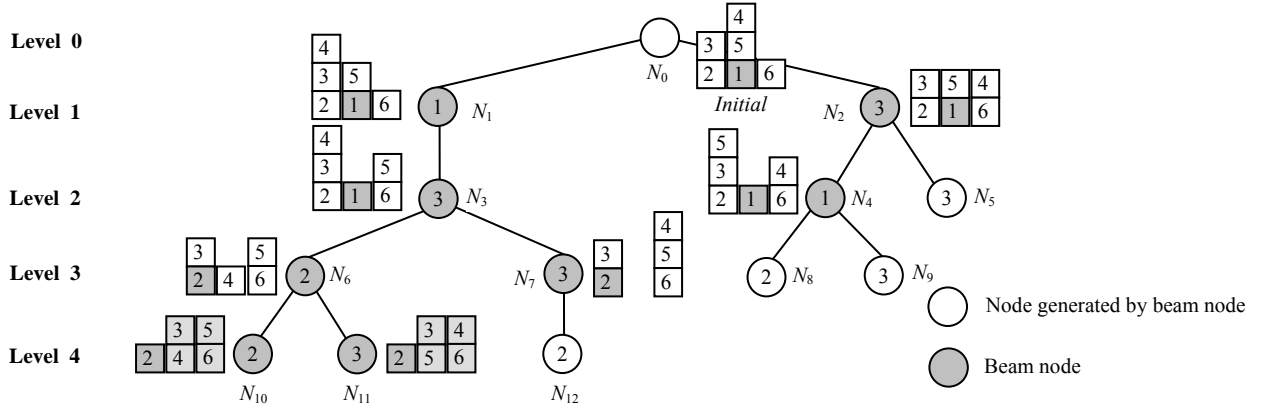 Level 0
4
3 5
2 1 6
N0
Initial
Level 1
4
3 5
2 1 6
1
N1
N2
3
3 5 4
2 1 6
Level 2
4
3 5
2 1 6
3
N3
5
3 4
2 1 6
1
N4
3
N5
Level 3
3 5
2 4 6
2
N6
N7
3
3
2
4
5
6
2
N8
3
N9
Node generated by beam node
Level 4
3 5
2 4 6
2
3
3 4
2 5 6
2
Beam node
N10
N11
N12